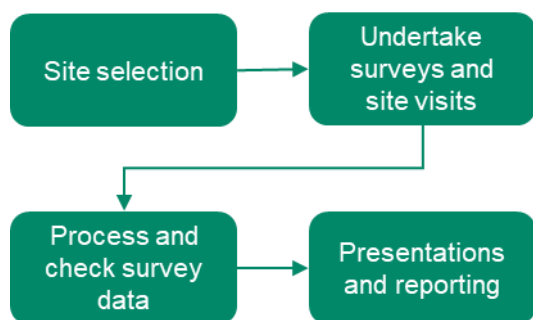 Site selection
Undertake
surveys and
site visits
Process and
check survey
data
Presentations
and reporting